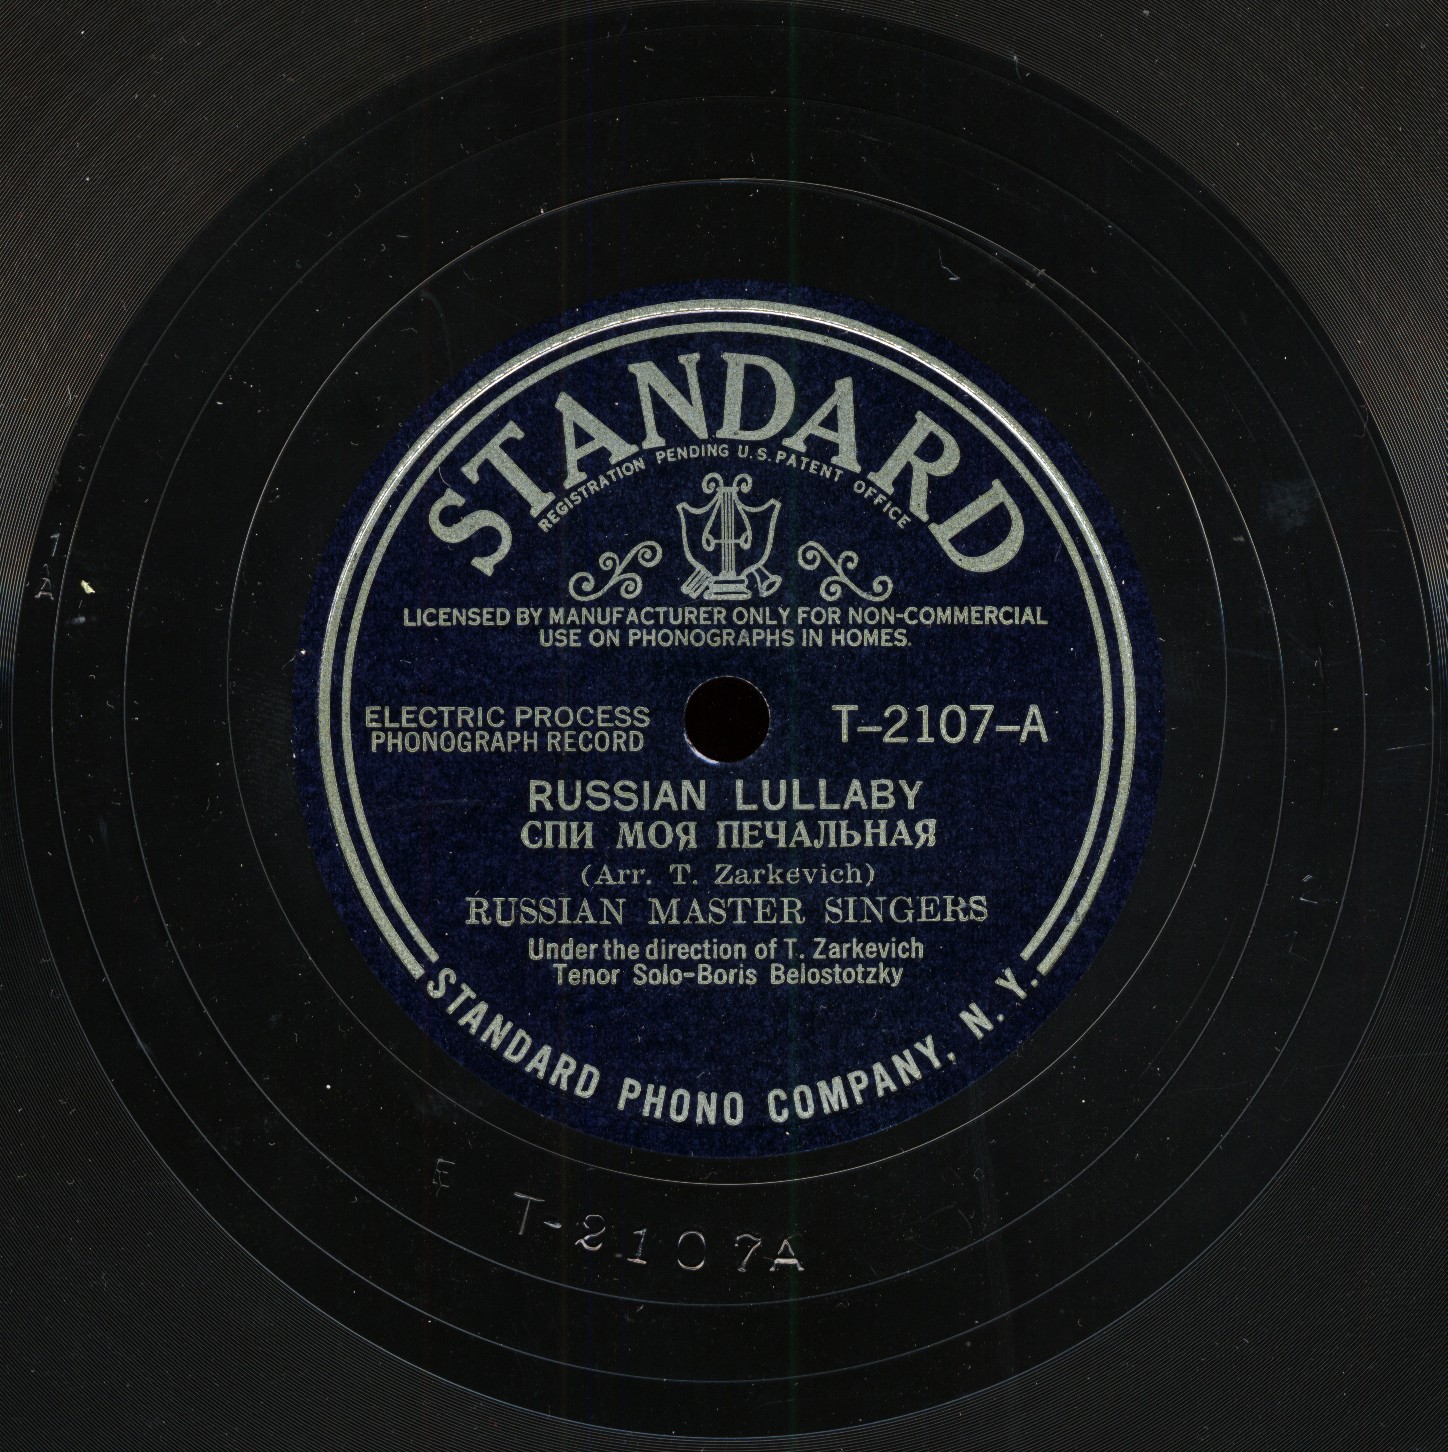 STANDARD
REGISTRATION PENDING U.S. PATENT OFFICE
LICENSED BY MANUFACTURER ONLY FOR NON-COMMERCIAL
USE ON PHONOGRAPHS IN HOMES.
ELECTRIC PROCESS
PHONOGRAPH RECORD
T-2107-A
RUSSIAN LULLABY
СПИ МОЯ ПЕЧАЛЬНАЯ
(Arr. T. Zarkevich)
RUSSIAN MASTER SINGERS
Under the direction of T. Zarkevich
Tenor Solo-Boris Belostotzky
STANDARD PHONO COMPANY, N. Y.
T-2107A